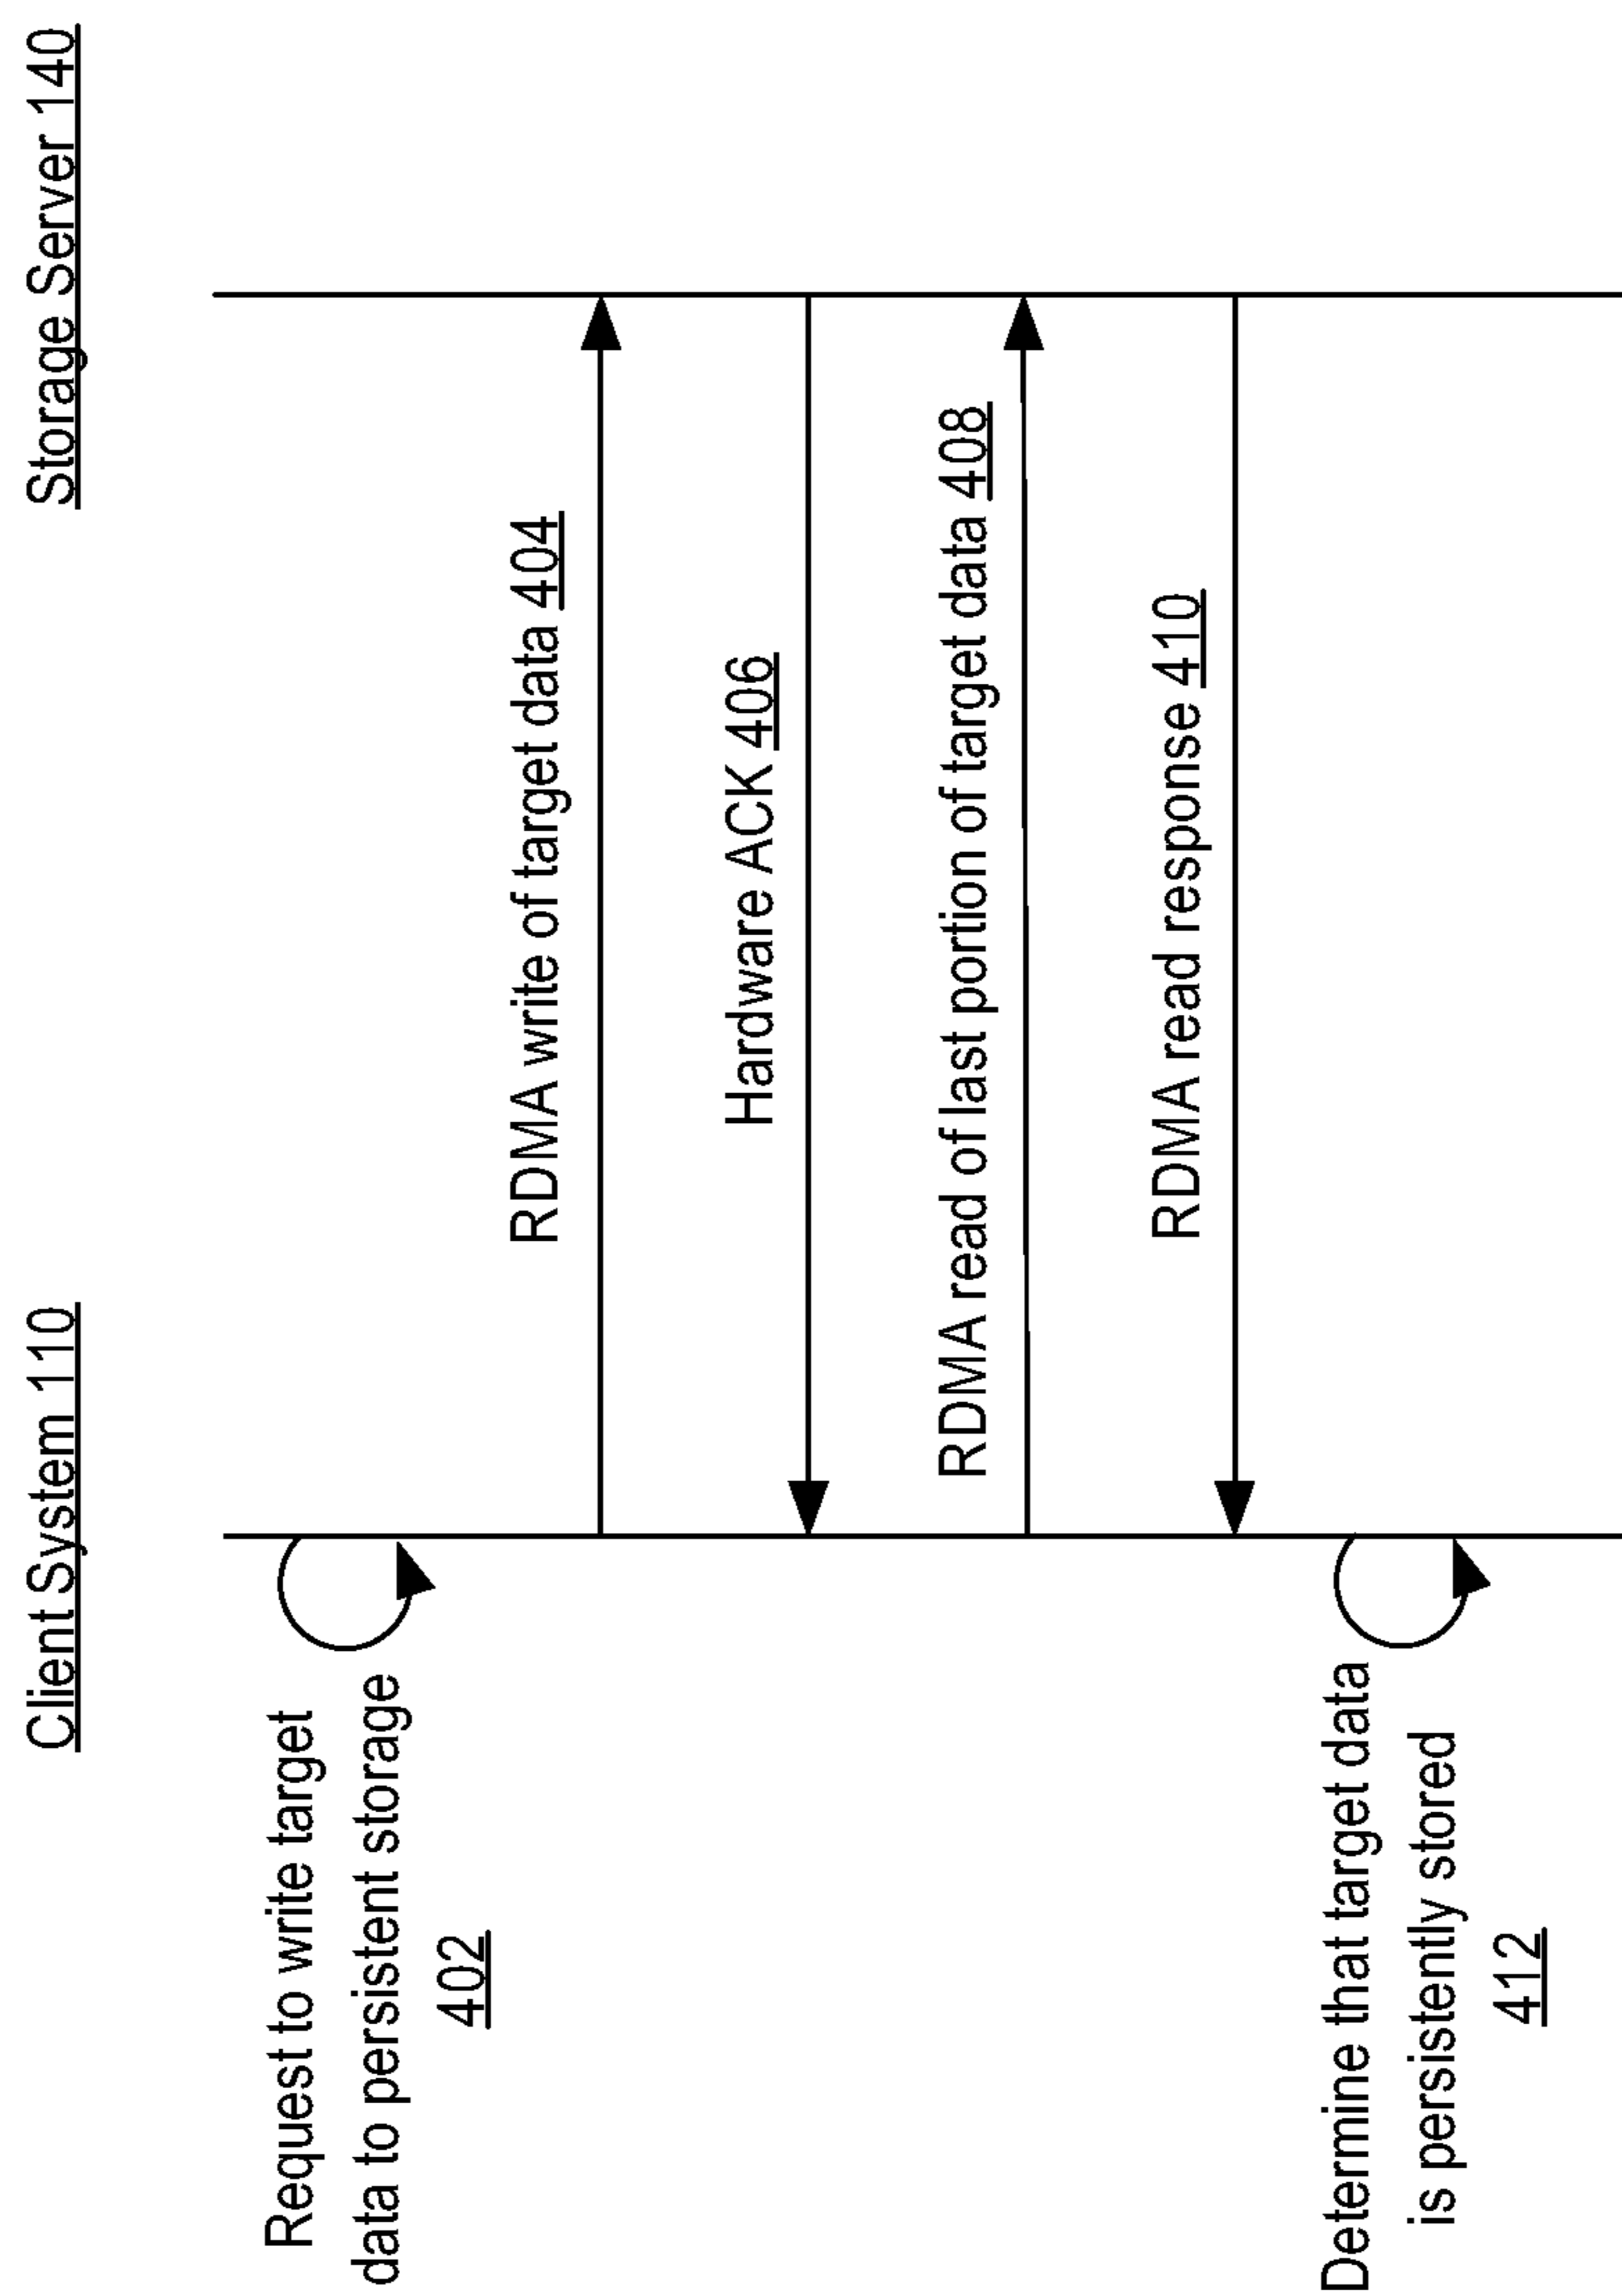 Client System 110
Storage Server 140
Request to write target
data to persistent storage
402
RDMA write of target data 404
Hardware ACK 406
RDMA read of last portion of target data 408
RDMA read response 410
Determine that target data
is persistently stored
412